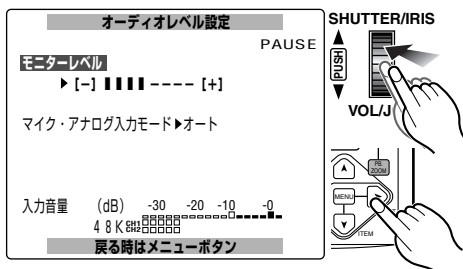 オーディオレベル設定
PAUSE
モニターレベル
▶ [−] ▮▮▮▮ −−−− [+]
マイク・アナログ入力モード▶オート
入力音量 (dB) -30 -20 -10 -0
48K CH1
CH2
戻る時はメニューボタン
SHUTTER/IRIS
PUSH
VOL/J
PB.
ZOOM
MENU
ITEM